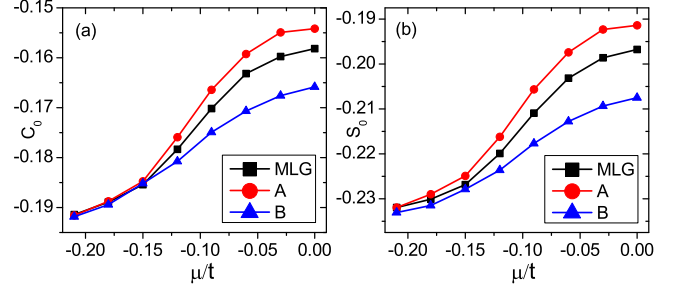 (a)
-0.15
-0.16
-0.17
-0.18
-0.19
C₀
-0.20 -0.15 -0.10 -0.05 0.00
μ/t
MLG
A
B
(b)
-0.19
-0.20
-0.21
-0.22
-0.23
S₀
-0.20 -0.15 -0.10 -0.05 0.00
μ/t
MLG
A
B